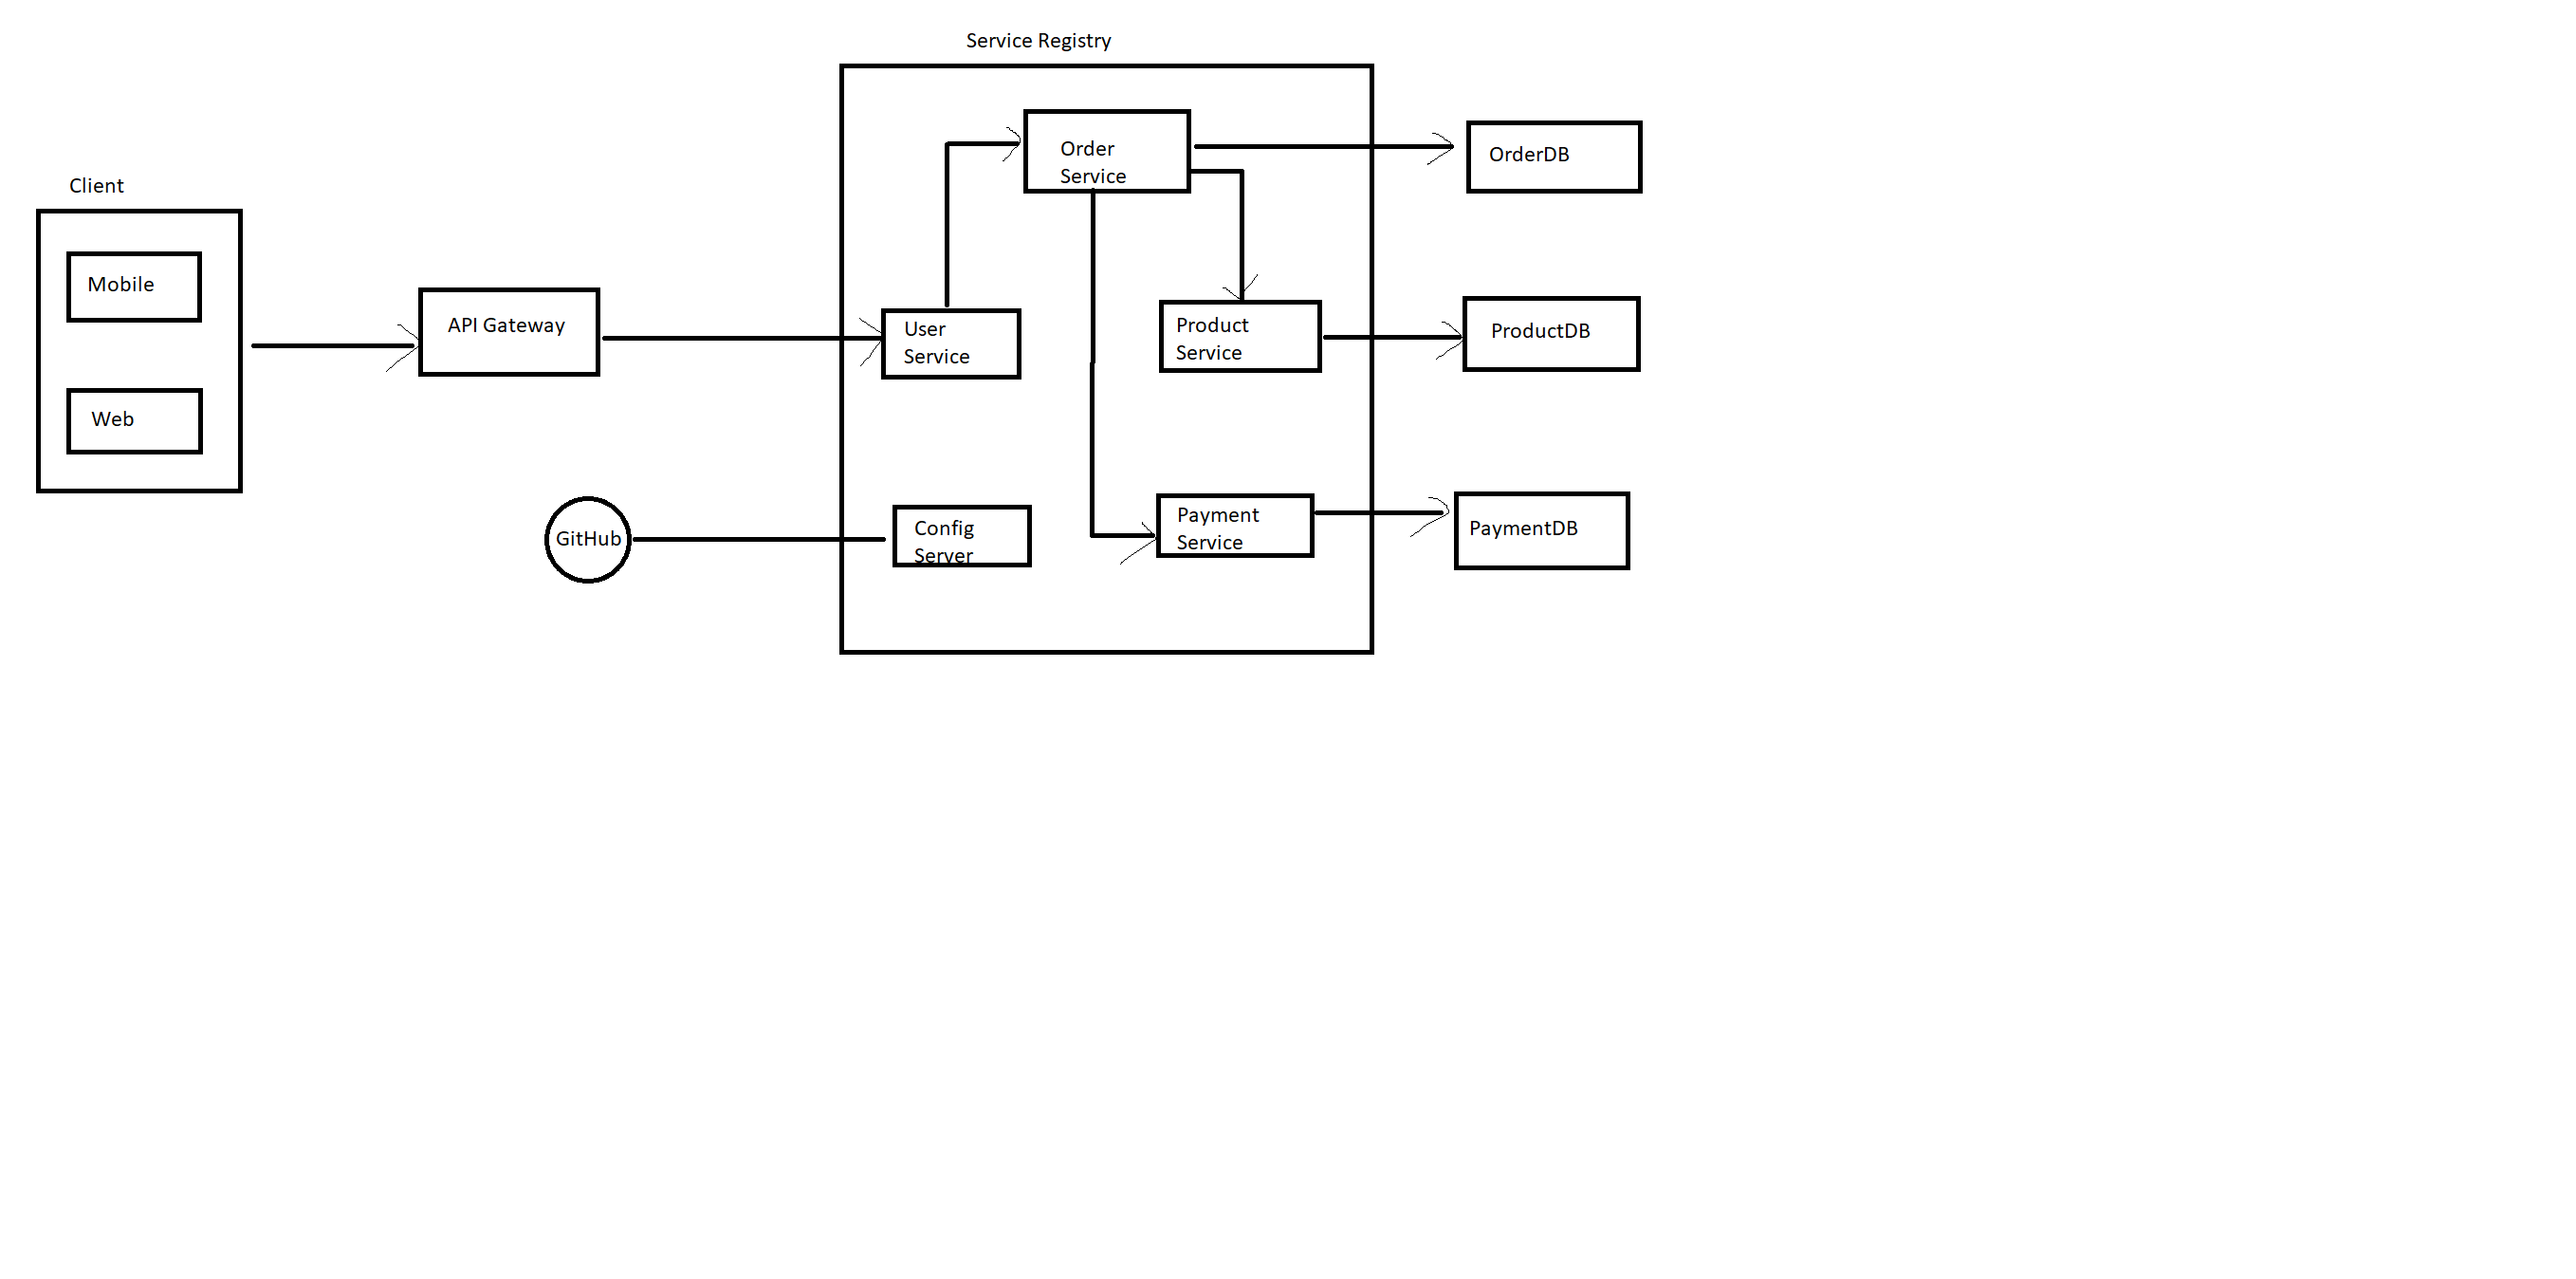 Service Registry
Client
Mobile
Web
API Gateway
GitHub
Order
Service
User
Service
Product
Service
Config
Server
Payment
Service
OrderDB
ProductDB
PaymentDB